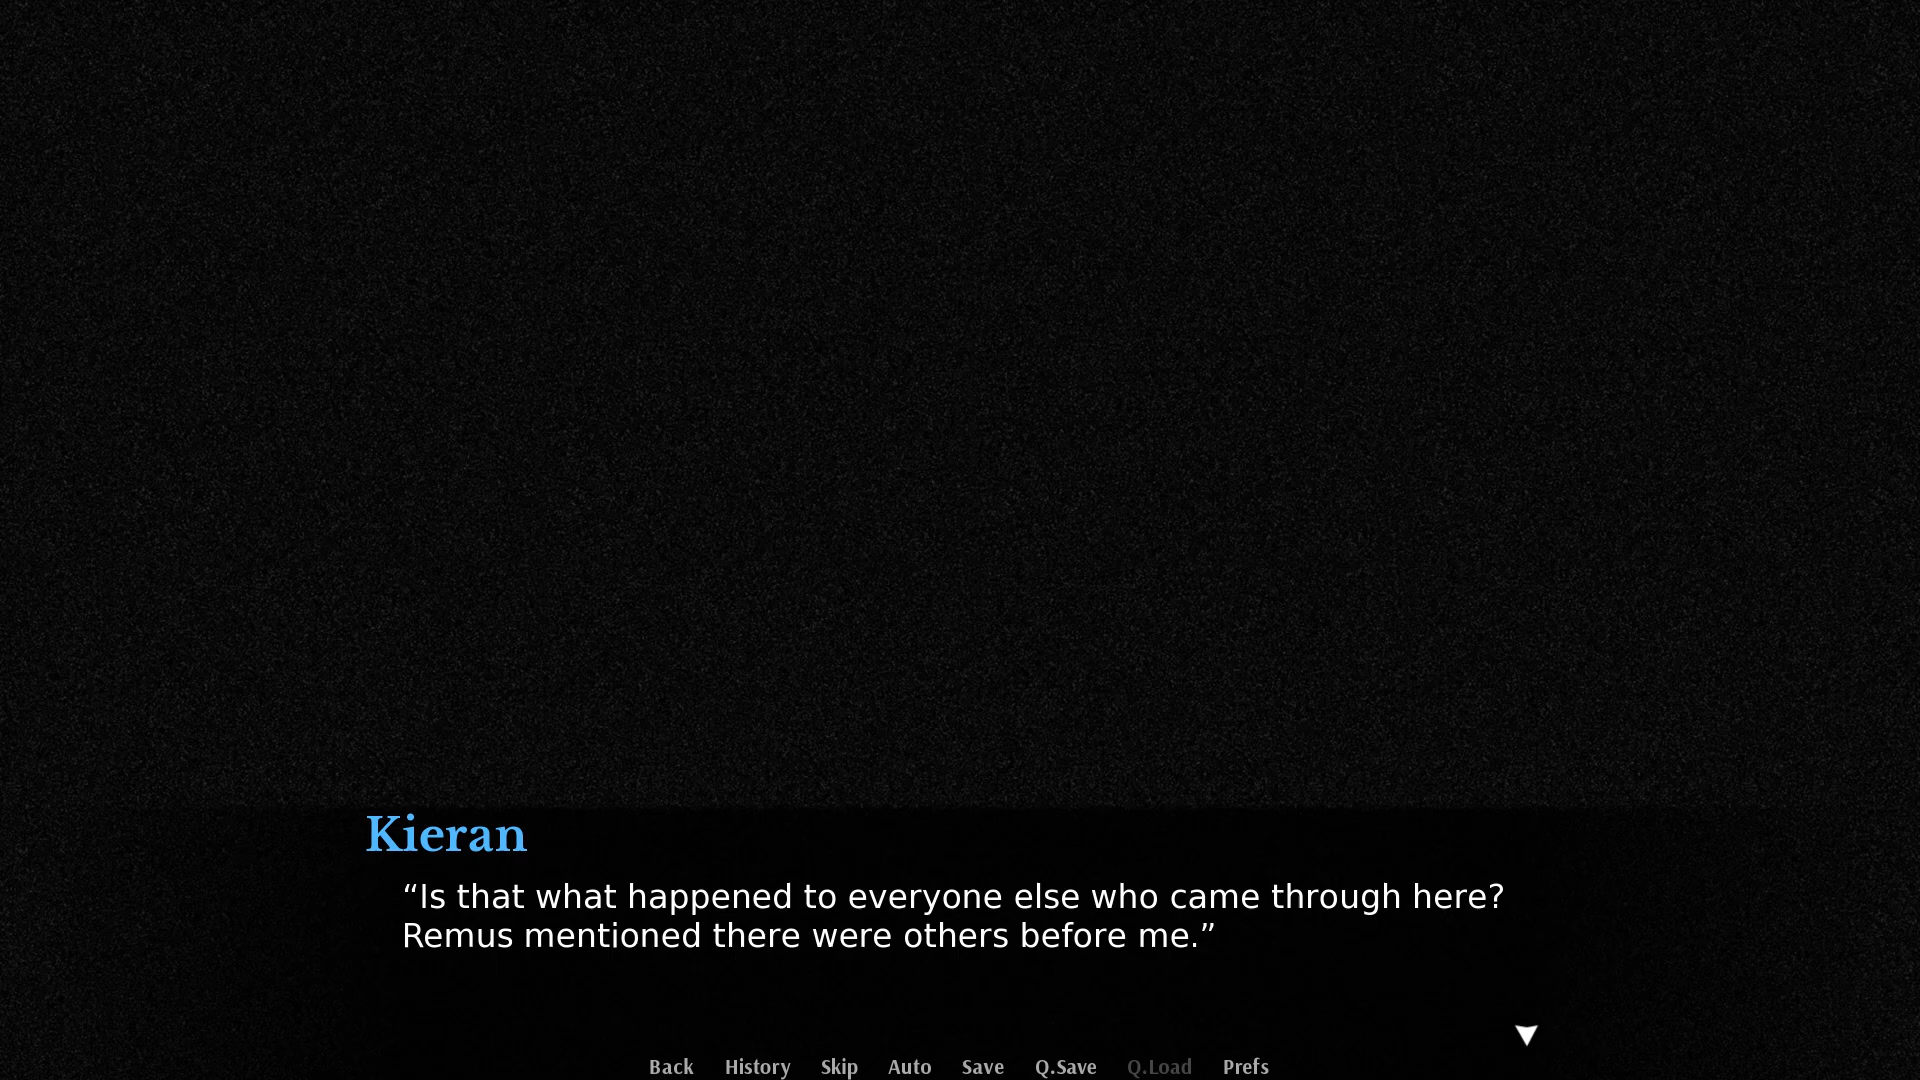 Kieran
“Is that what happened to everyone else who came through here?
Remus mentioned there were others before me.”
Back History Skip Auto Save Q.Save Q.Load Prefs